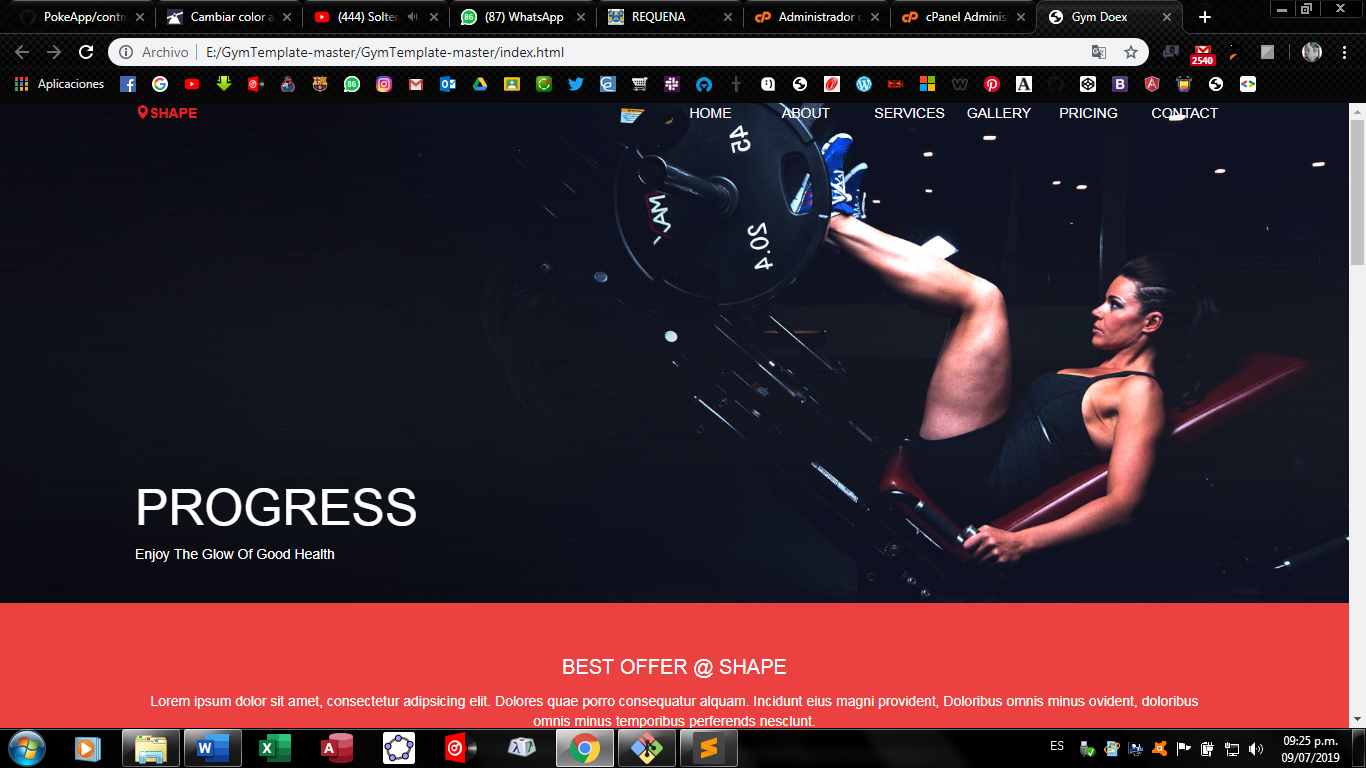 PokeApp/contr
Cambiar color a
(444) Solter
(87) WhatsApp
REQUENA
Administrador
cPanel Adminis
Gym Doex
Archivo
E:/GymTemplate-master/GymTemplate-master/index.html
2540
Aplicaciones
SHAPE
HOME
ABOUT
SERVICES
GALLERY
PRICING
CONTACT
45
20.4
PROGRESS
Enjoy The Glow Of Good Health
BEST OFFER @ SHAPE
Lorem ipsum dolor sit amet, consectetur adipsicing elit. Dolores quae porro consequatur alquam. Incidunt eius magni provident, Doloribus omnis minus ovident, doloribus
omnis minus temporibus perferends nesclunt.
ES
09:25 p.m.
09/07/2019